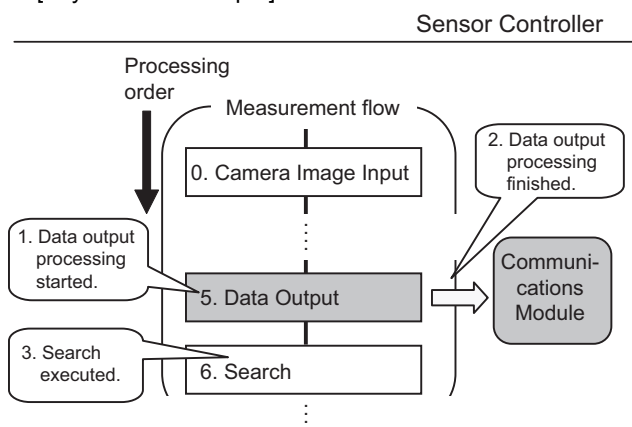 Sensor Controller
Processing
order
Measurement flow
0. Camera Image Input
2. Data output
processing
finished.
1. Data output
processing
started.
5. Data Output
Communi-
cations
Module
3. Search
executed.
6. Search